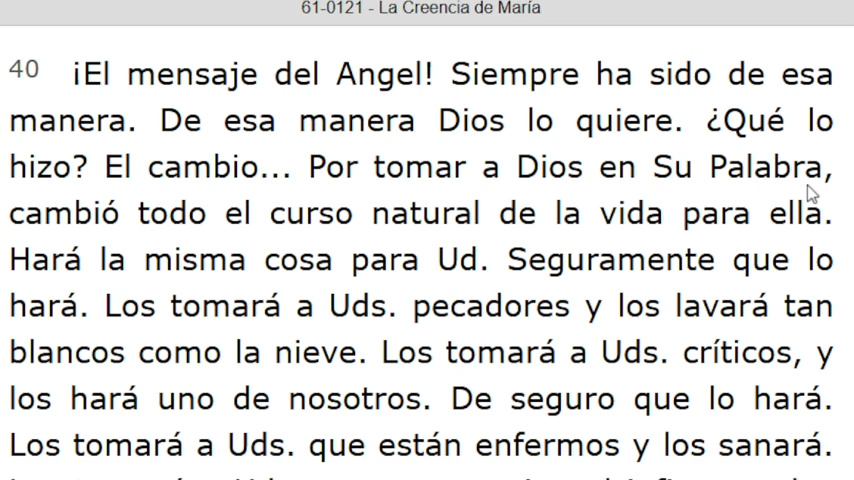 61-0121 - La Creencia de María
40 ¡El mensaje del Angel! Siempre ha sido de esa
manera. De esa manera Dios lo quiere. ¿Qué lo
hizo? El cambio... Por tomar a Dios en Su Palabra,
cambió todo el curso natural de la vida para ella.
Hará la misma cosa para Ud. Seguramente que lo
hará. Los tomará a Uds. pecadores y los lavará tan
blancos como la nieve. Los tomará a Uds. críticos, y
los hará uno de nosotros. De seguro que lo hará.
Los tomará a Uds. que están enfermos y los sanará.